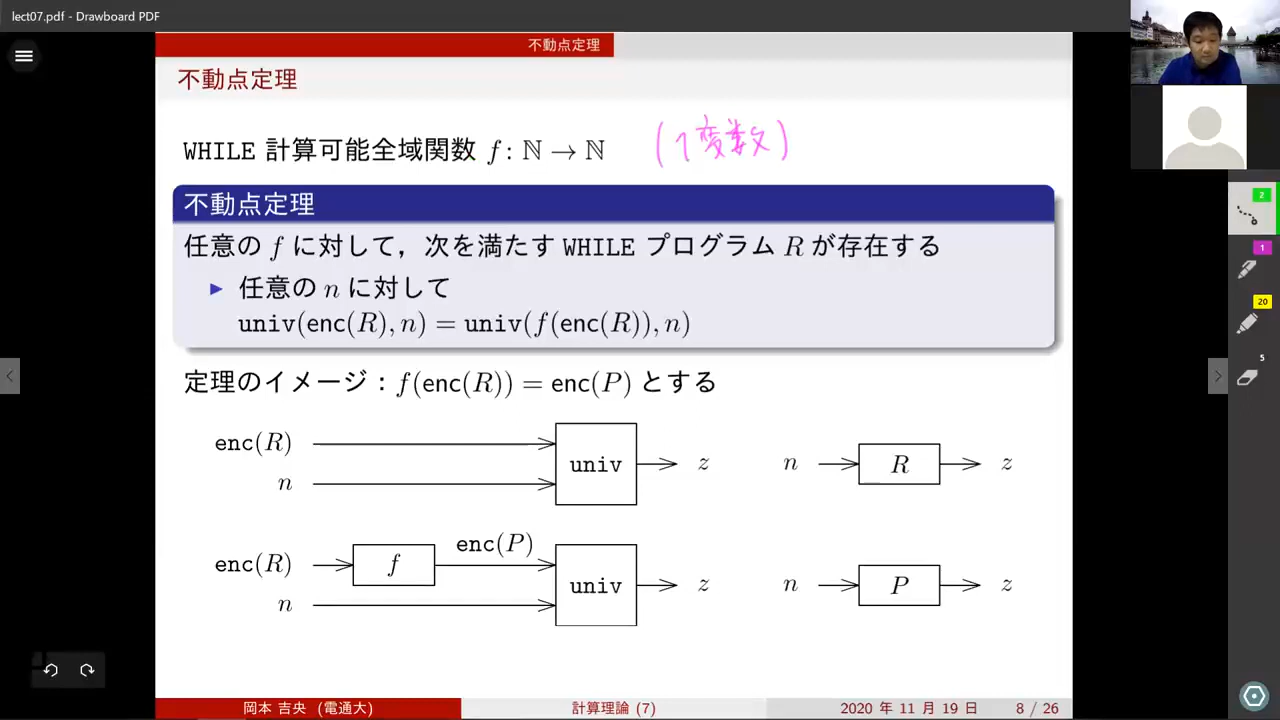 lect07.pdf - Drawboard PDF
不動点定理
不動点定理
WHILE 計算可能全域関数 f: ℕ → ℕ (1変数)
不動点定理
任意の f に対して，次を満たす WHILE プログラム R が存在する
▶ 任意の n に対して
univ(enc(R), n) = univ(f(enc(R)), n)
定理のイメージ：f(enc(R)) = enc(P) とする
enc(R)
n
univ
z
n
R
z
enc(R)
f
enc(P)
n
univ
z
n
P
z
岡本 吉央 (電通大)
計算理論 (7)
2020 年 11 月 19 日
8 / 26
2
1
20
5